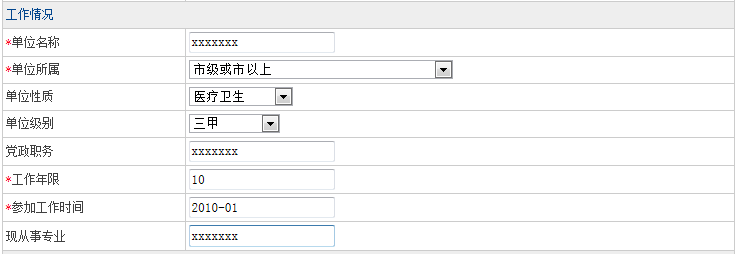 工作情况
*单位名称 xxxxxxx
*单位所属 市级或市以上
单位性质 医疗卫生
单位级别 三甲
党政职务 xxxxxxx
*工作年限 10
*参加工作时间 2010-01
现从事专业 xxxxxxx